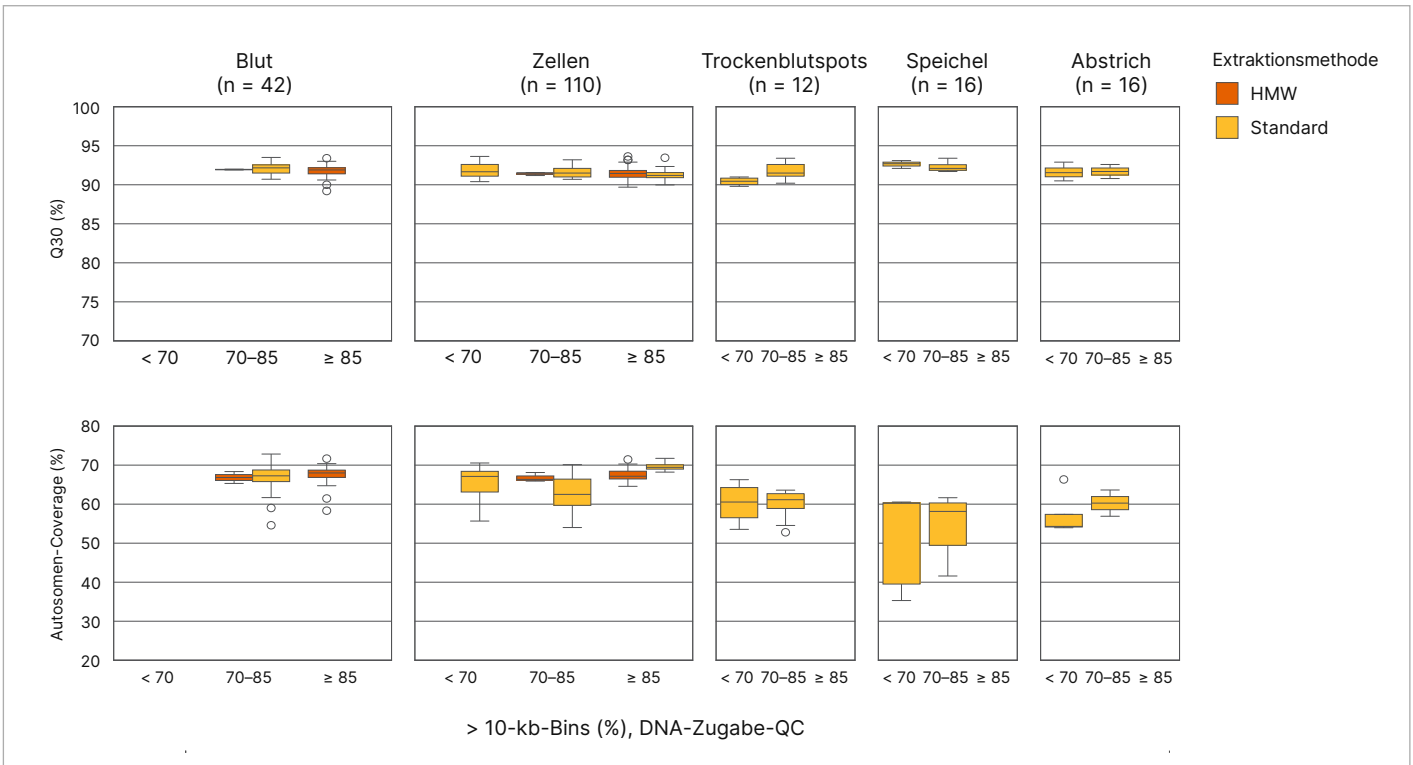 Blut
(n = 42)
Zellen
(n = 110)
Trockenblutspots
(n = 12)
Speichel
(n = 16)
Abstrich
(n = 16)
Extraktionsmethode
HMW
Standard
Q30 (%)
100
95
90
85
80
75
70
< 70 70–85 ≥ 85
< 70 70–85 ≥ 85
< 70 70–85 ≥ 85
< 70 70–85 ≥ 85
< 70 70–85 ≥ 85
Autosomen-Coverage (%)
80
70
60
50
40
30
20
< 70 70–85 ≥ 85
< 70 70–85 ≥ 85
< 70 70–85 ≥ 85
< 70 70–85 ≥ 85
< 70 70–85 ≥ 85
> 10-kb-Bins (%), DNA-Zugabe-QC